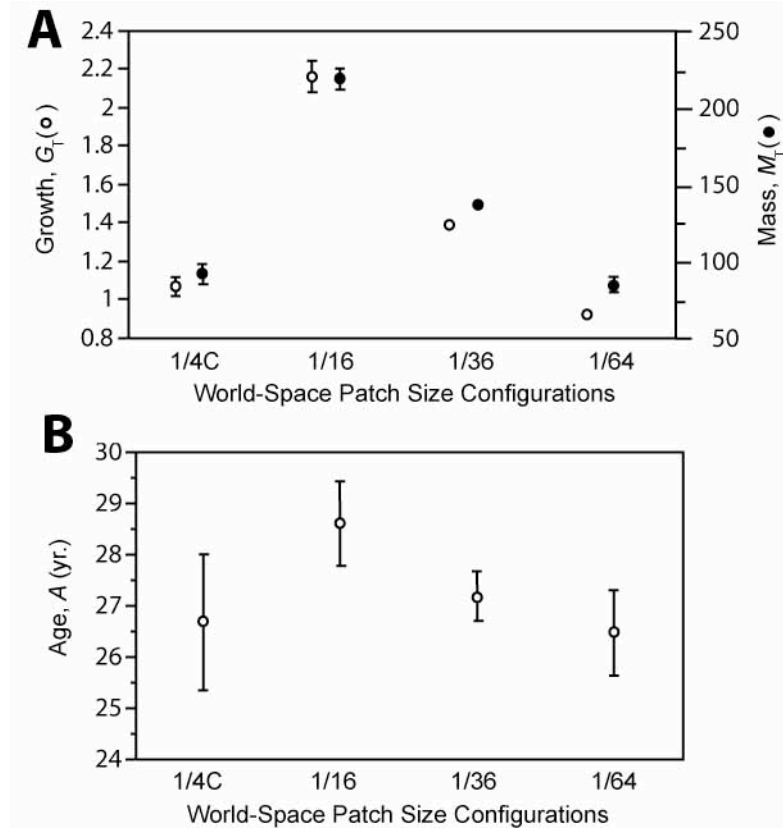 A
2.4
2.2
2
1.8
1.6
1.4
1.2
1
0.8
Growth, G_T(o)
250
200
150
100
50
Mass, M_T(●)
1/4C 1/16 1/36 1/64
World-Space Patch Size Configurations
B
30
29
28
27
26
25
24
Age, A (yr.)
1/4C 1/16 1/36 1/64
World-Space Patch Size Configurations